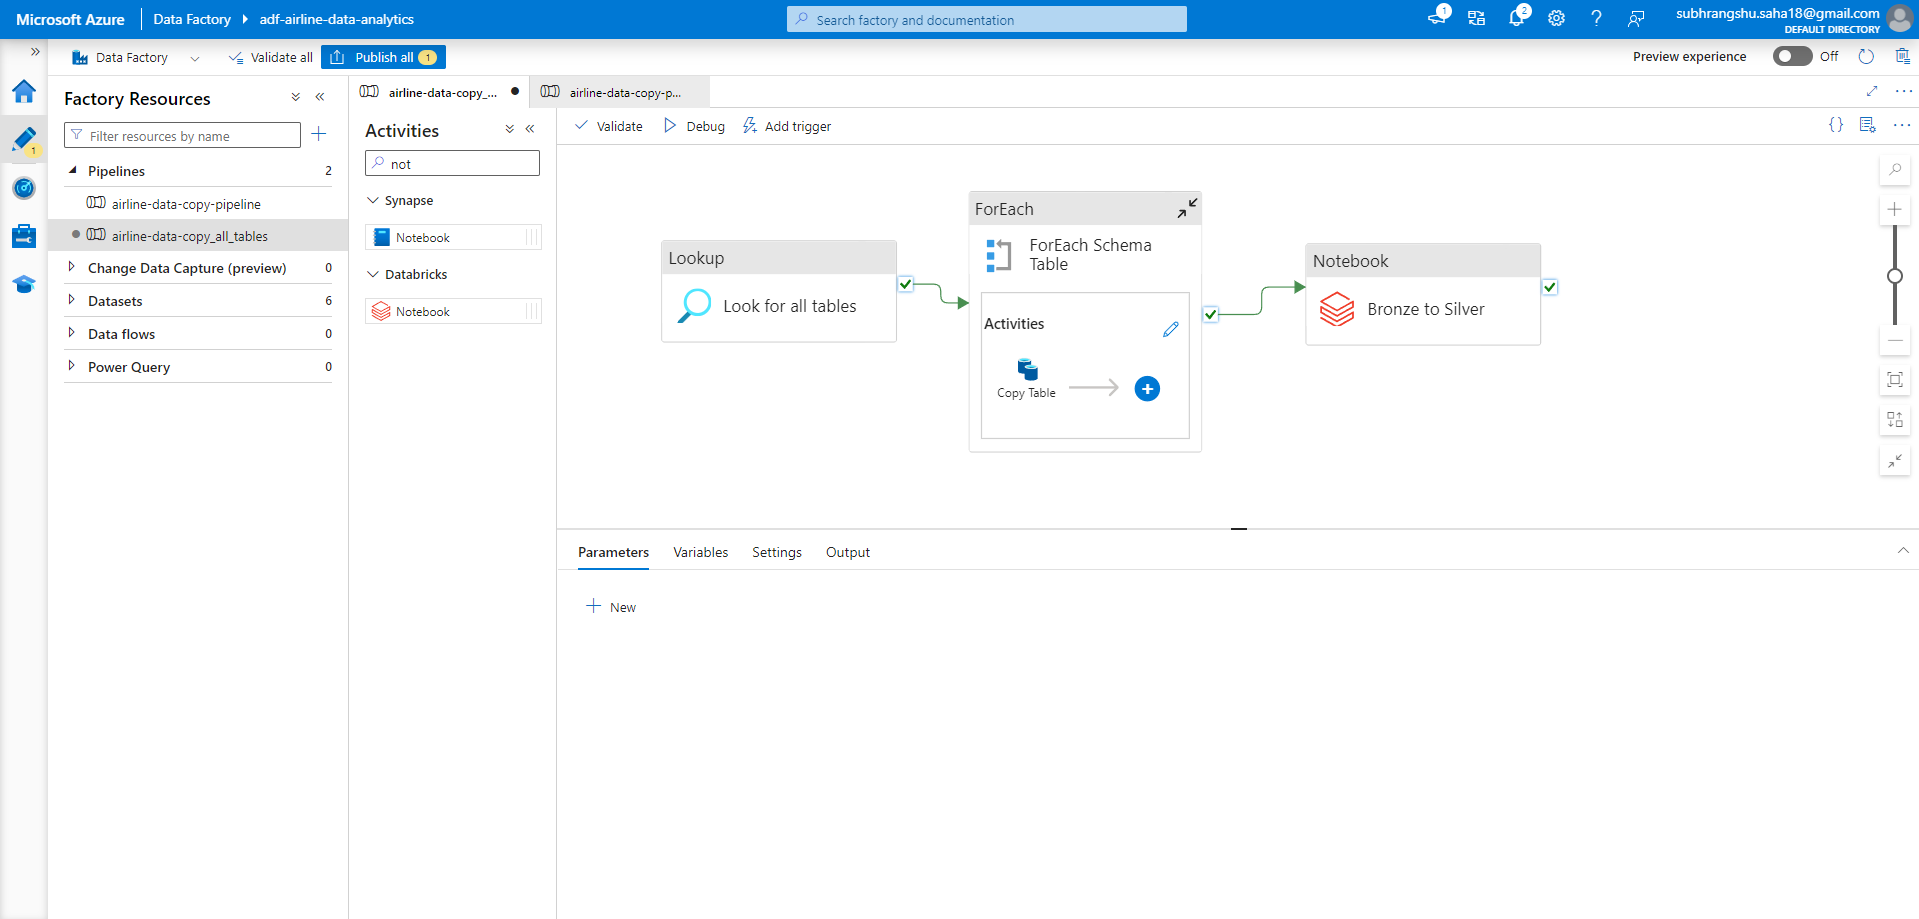 Microsoft Azure
Data Factory
adf-airline-data-analytics
Search factory and documentation
1
2
subhrangshu.saha18@gmail.com
DEFAULT DIRECTORY
Data Factory
Validate all
Publish all 1
Preview experience
Off
1
Factory Resources
Filter resources by name
Pipelines 2
airline-data-copy-pipeline
airline-data-copy_all_tables
Change Data Capture (preview) 0
Datasets 6
Data flows 0
Power Query 0
airline-data-copy_...
airline-data-copy-p...
Activities
not
Synapse
Notebook
Databricks
Notebook
Validate
Debug
Add trigger
Lookup
Look for all tables
ForEach
ForEach Schema
Table
Activities
Copy Table
Notebook
Bronze to Silver
Parameters
Variables
Settings
Output
New